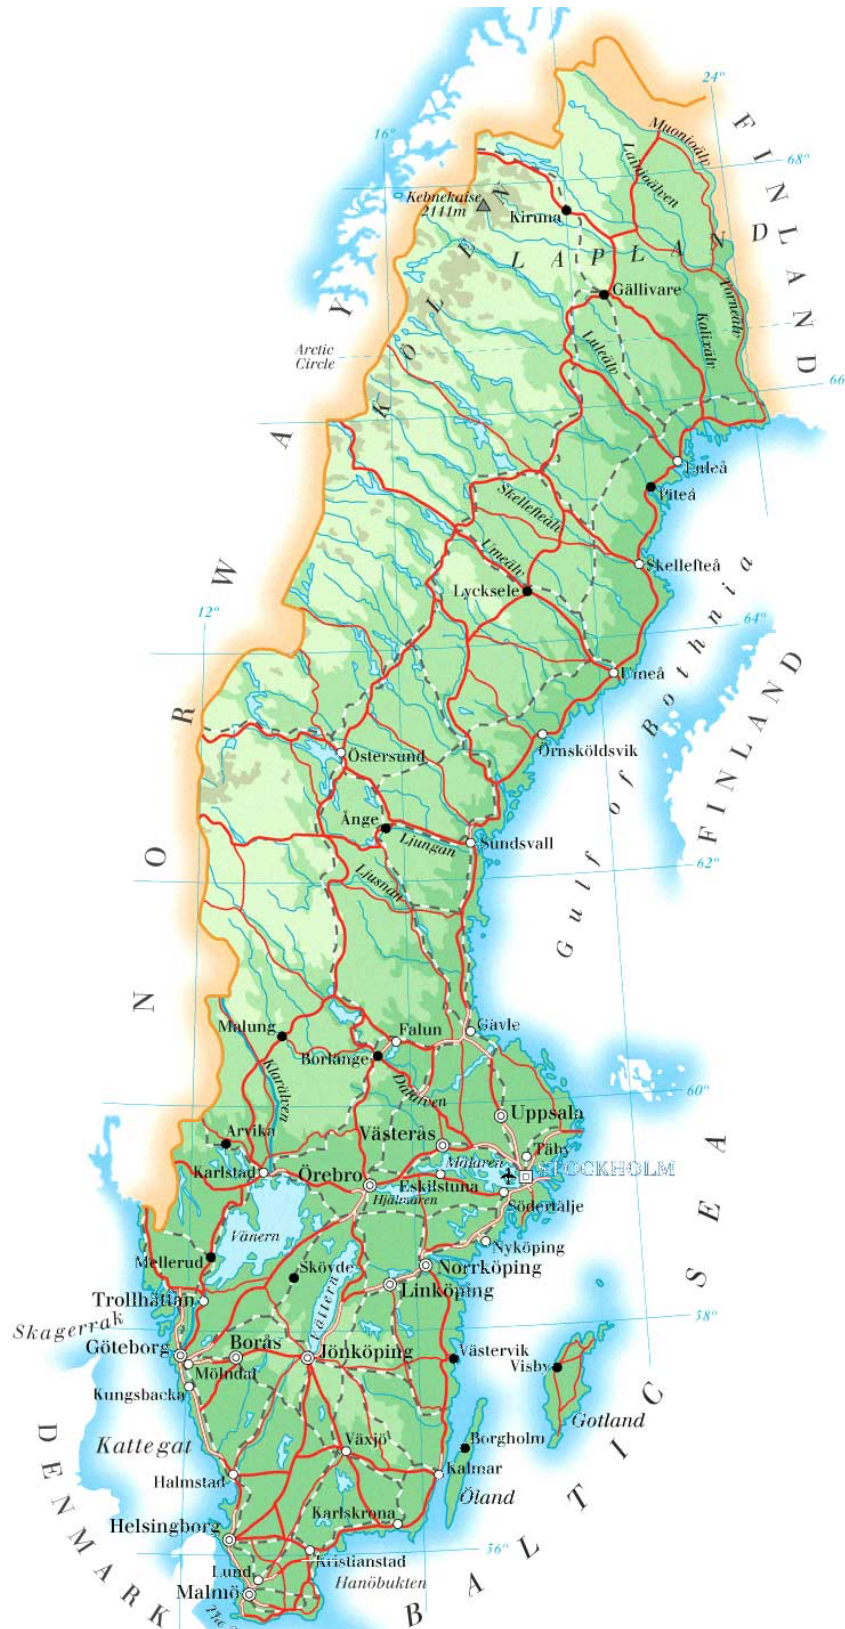 24°
FINLAND
Muonioälv
16°
68°
Lainioälven
Kebnekaise
2111m
Kiruna
LAPLAND
KÖLEN
Gällivare
Torneälv
Kalixälv
Luleälv
Arctic
Circle
66
NORWAY
Luleå
Piteå
Skellefteälv
Skellefteå
Umeälv
Lycksele
12°
64°
Umeå
Gulf of Bothnia
FINLAND
Örnsköldsvik
Östersund
Ånge
Ljungan
Sundsvall
62°
Ljusnan
Malung
Falun
Gävle
Borlänge
Klarälven
Dalälven
60°
Uppsala
Arvika
Västerås
Täby
Mälaren
STOCKHOLM
Karlstad
Örebro
Eskilstuna
Hjälmaren
Södertälje
Vänern
Nyköping
Mellerud
Skövde
Norrköping
Vättern
Linköping
Trollhättan
58°
Skagerrak
Göteborg
Borås
Jönköping
Västervik
Visby
Mölndal
Kungsbacka
Gotland
Kattegat
Växjö
Borgholm
Halmstad
Kalmar
Öland
Karlskrona
Helsingborg
56°
Kristianstad
Lund
Hanöbukten
Malmö
The
DENMARK
BALTIC SEA